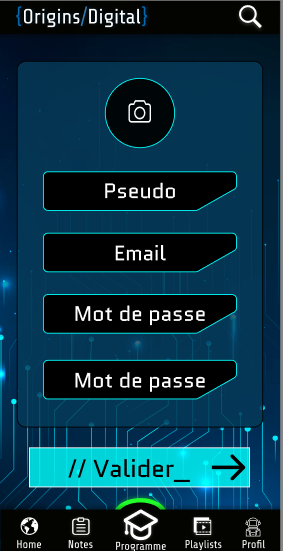 {Origins/Digital}
Pseudo
Email
Mot de passe
Mot de passe
// Valider_
Home Notes Programme Playlists Profil